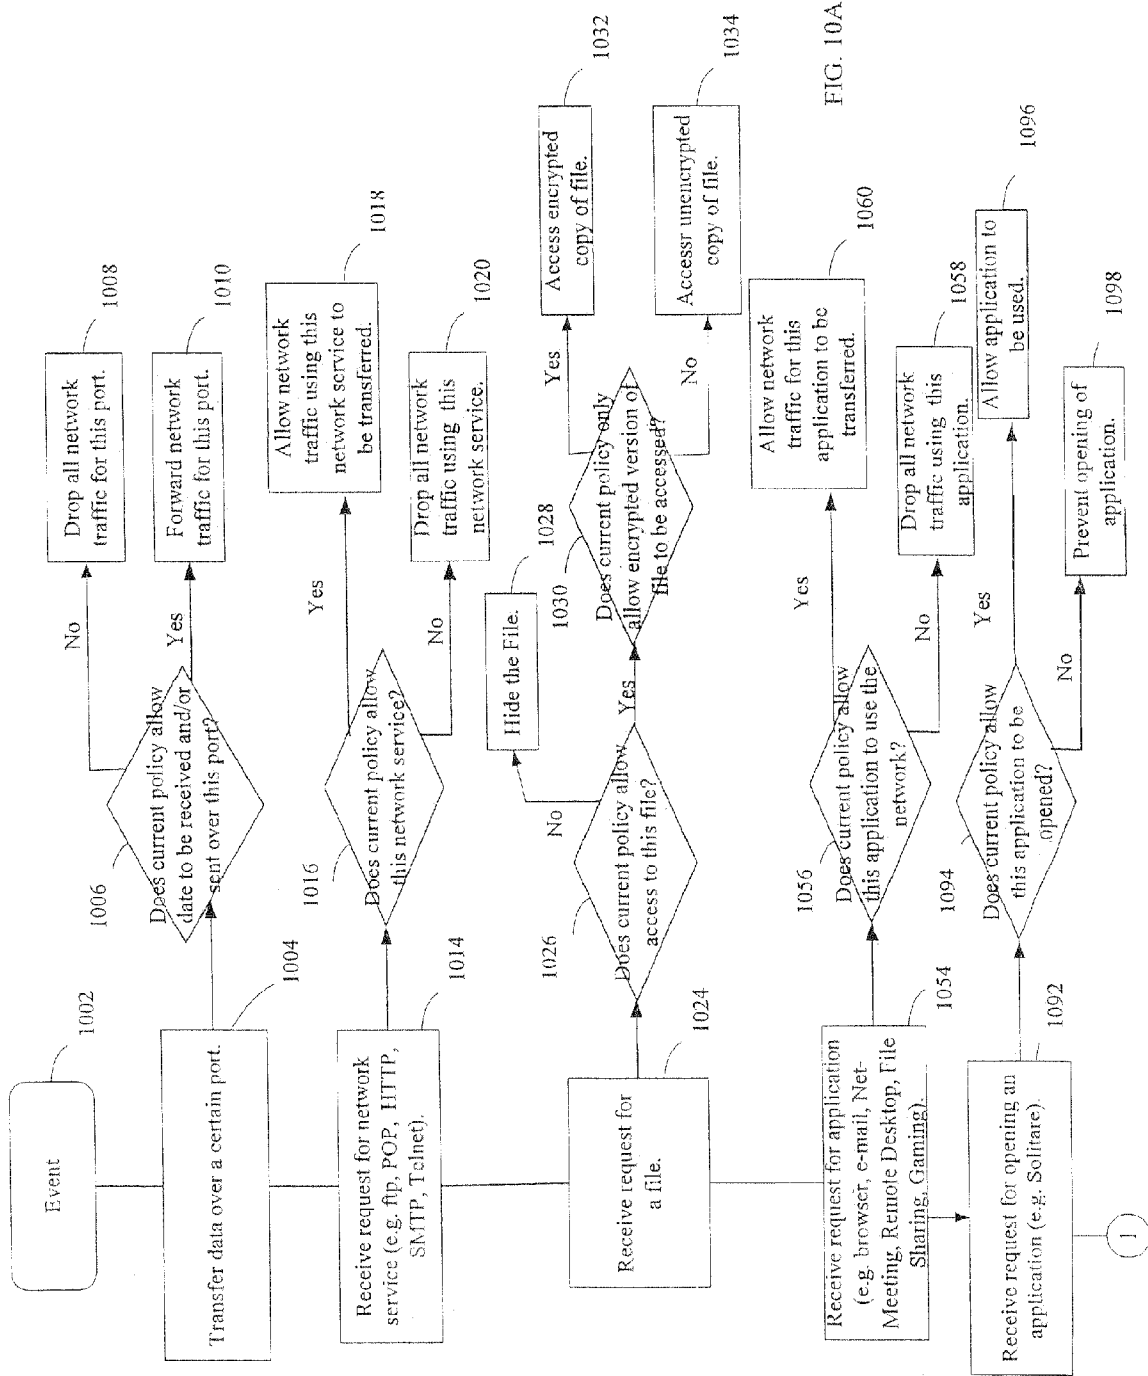 Event
1002
Transfer data over a certain port.
1004
Does current policy allow
date to be received and/or
sent over this port?
1006
No
Drop all network
traffic for this port.
1008
Yes
Forward network
traffic for this port.
1010
Receive request for network
service (e.g. ftp, POP, HTTP,
SMTP, Telnet).
1014
Does current policy allow
this network service?
1016
Yes
Allow network
traffic using this
network service to
be transferred.
1018
No
Drop all network
traffic using this
network service.
1020
Receive request for
a file.
1024
Does current policy allow
access to this file?
1026
No
Hide the File.
1028
Yes
Does current policy only
allow encrypted version of
file to be accessed?
1030
Yes
Access encrypted
copy of file.
1032
No
Accessr unencrypted
copy of file.
1034
Receive request for application
(e.g. browser, e-mail, Net-
Meeting, Remote Desktop, File
Sharing, Gaming).
1054
Does current policy allow
this application to use the
network?
1056
Yes
Allow network
traffic for this
application to be
transferred.
1060
No
Drop all network
traffic using this
application.
1058
Receive request for opening an
application (e.g. Solitare).
1092
Does current policy allow
this application to be
opened?
1094
Yes
Allow application to
be used.
1096
No
Prevent opening of
application.
1098
1
FIG. 10A